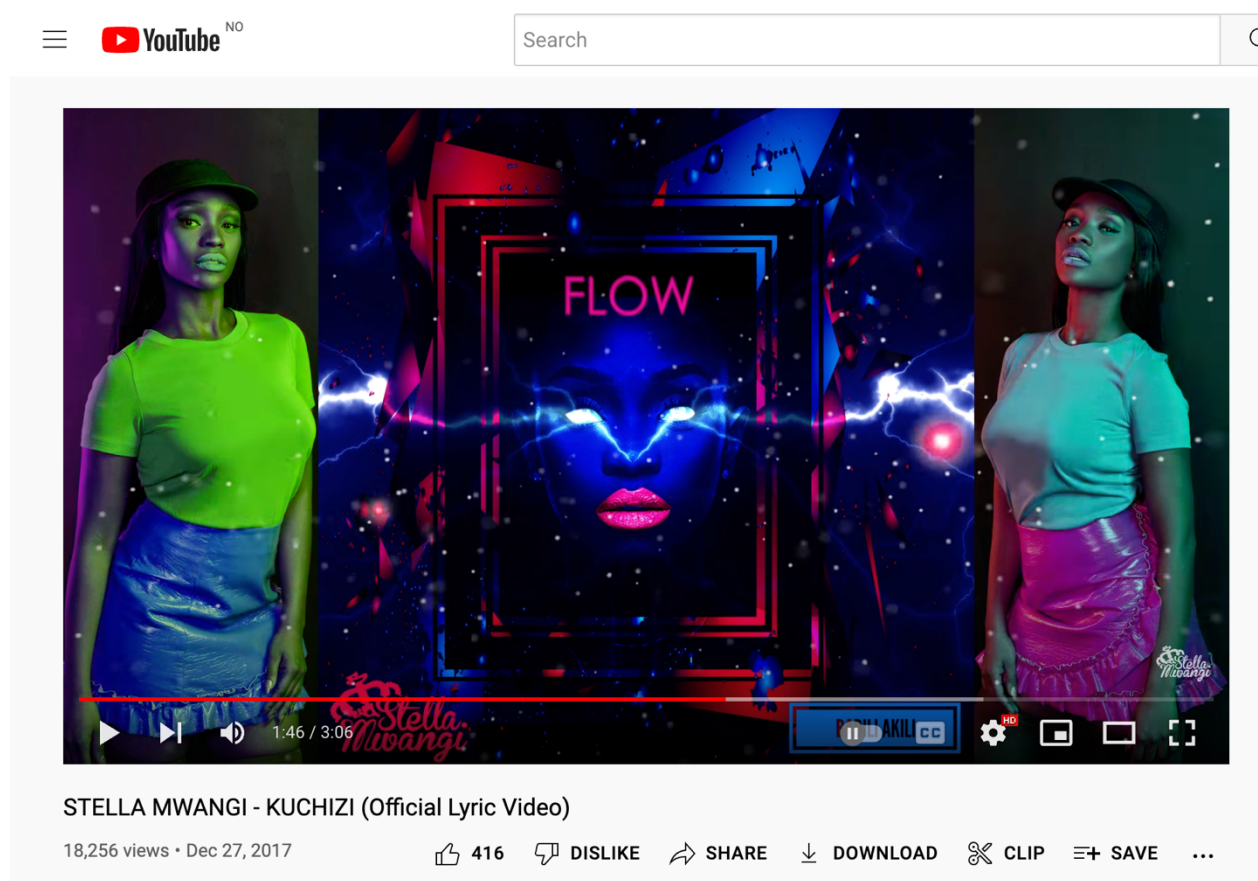 YouTube NO
Search
FLOW
Stella Mwangi
Stella Mwangi
1:46 / 3:06
CC
HD
STELLA MWANGI - KUCHIZI (Official Lyric Video)
18,256 views • Dec 27, 2017
416 DISLIKE SHARE DOWNLOAD CLIP SAVE ...